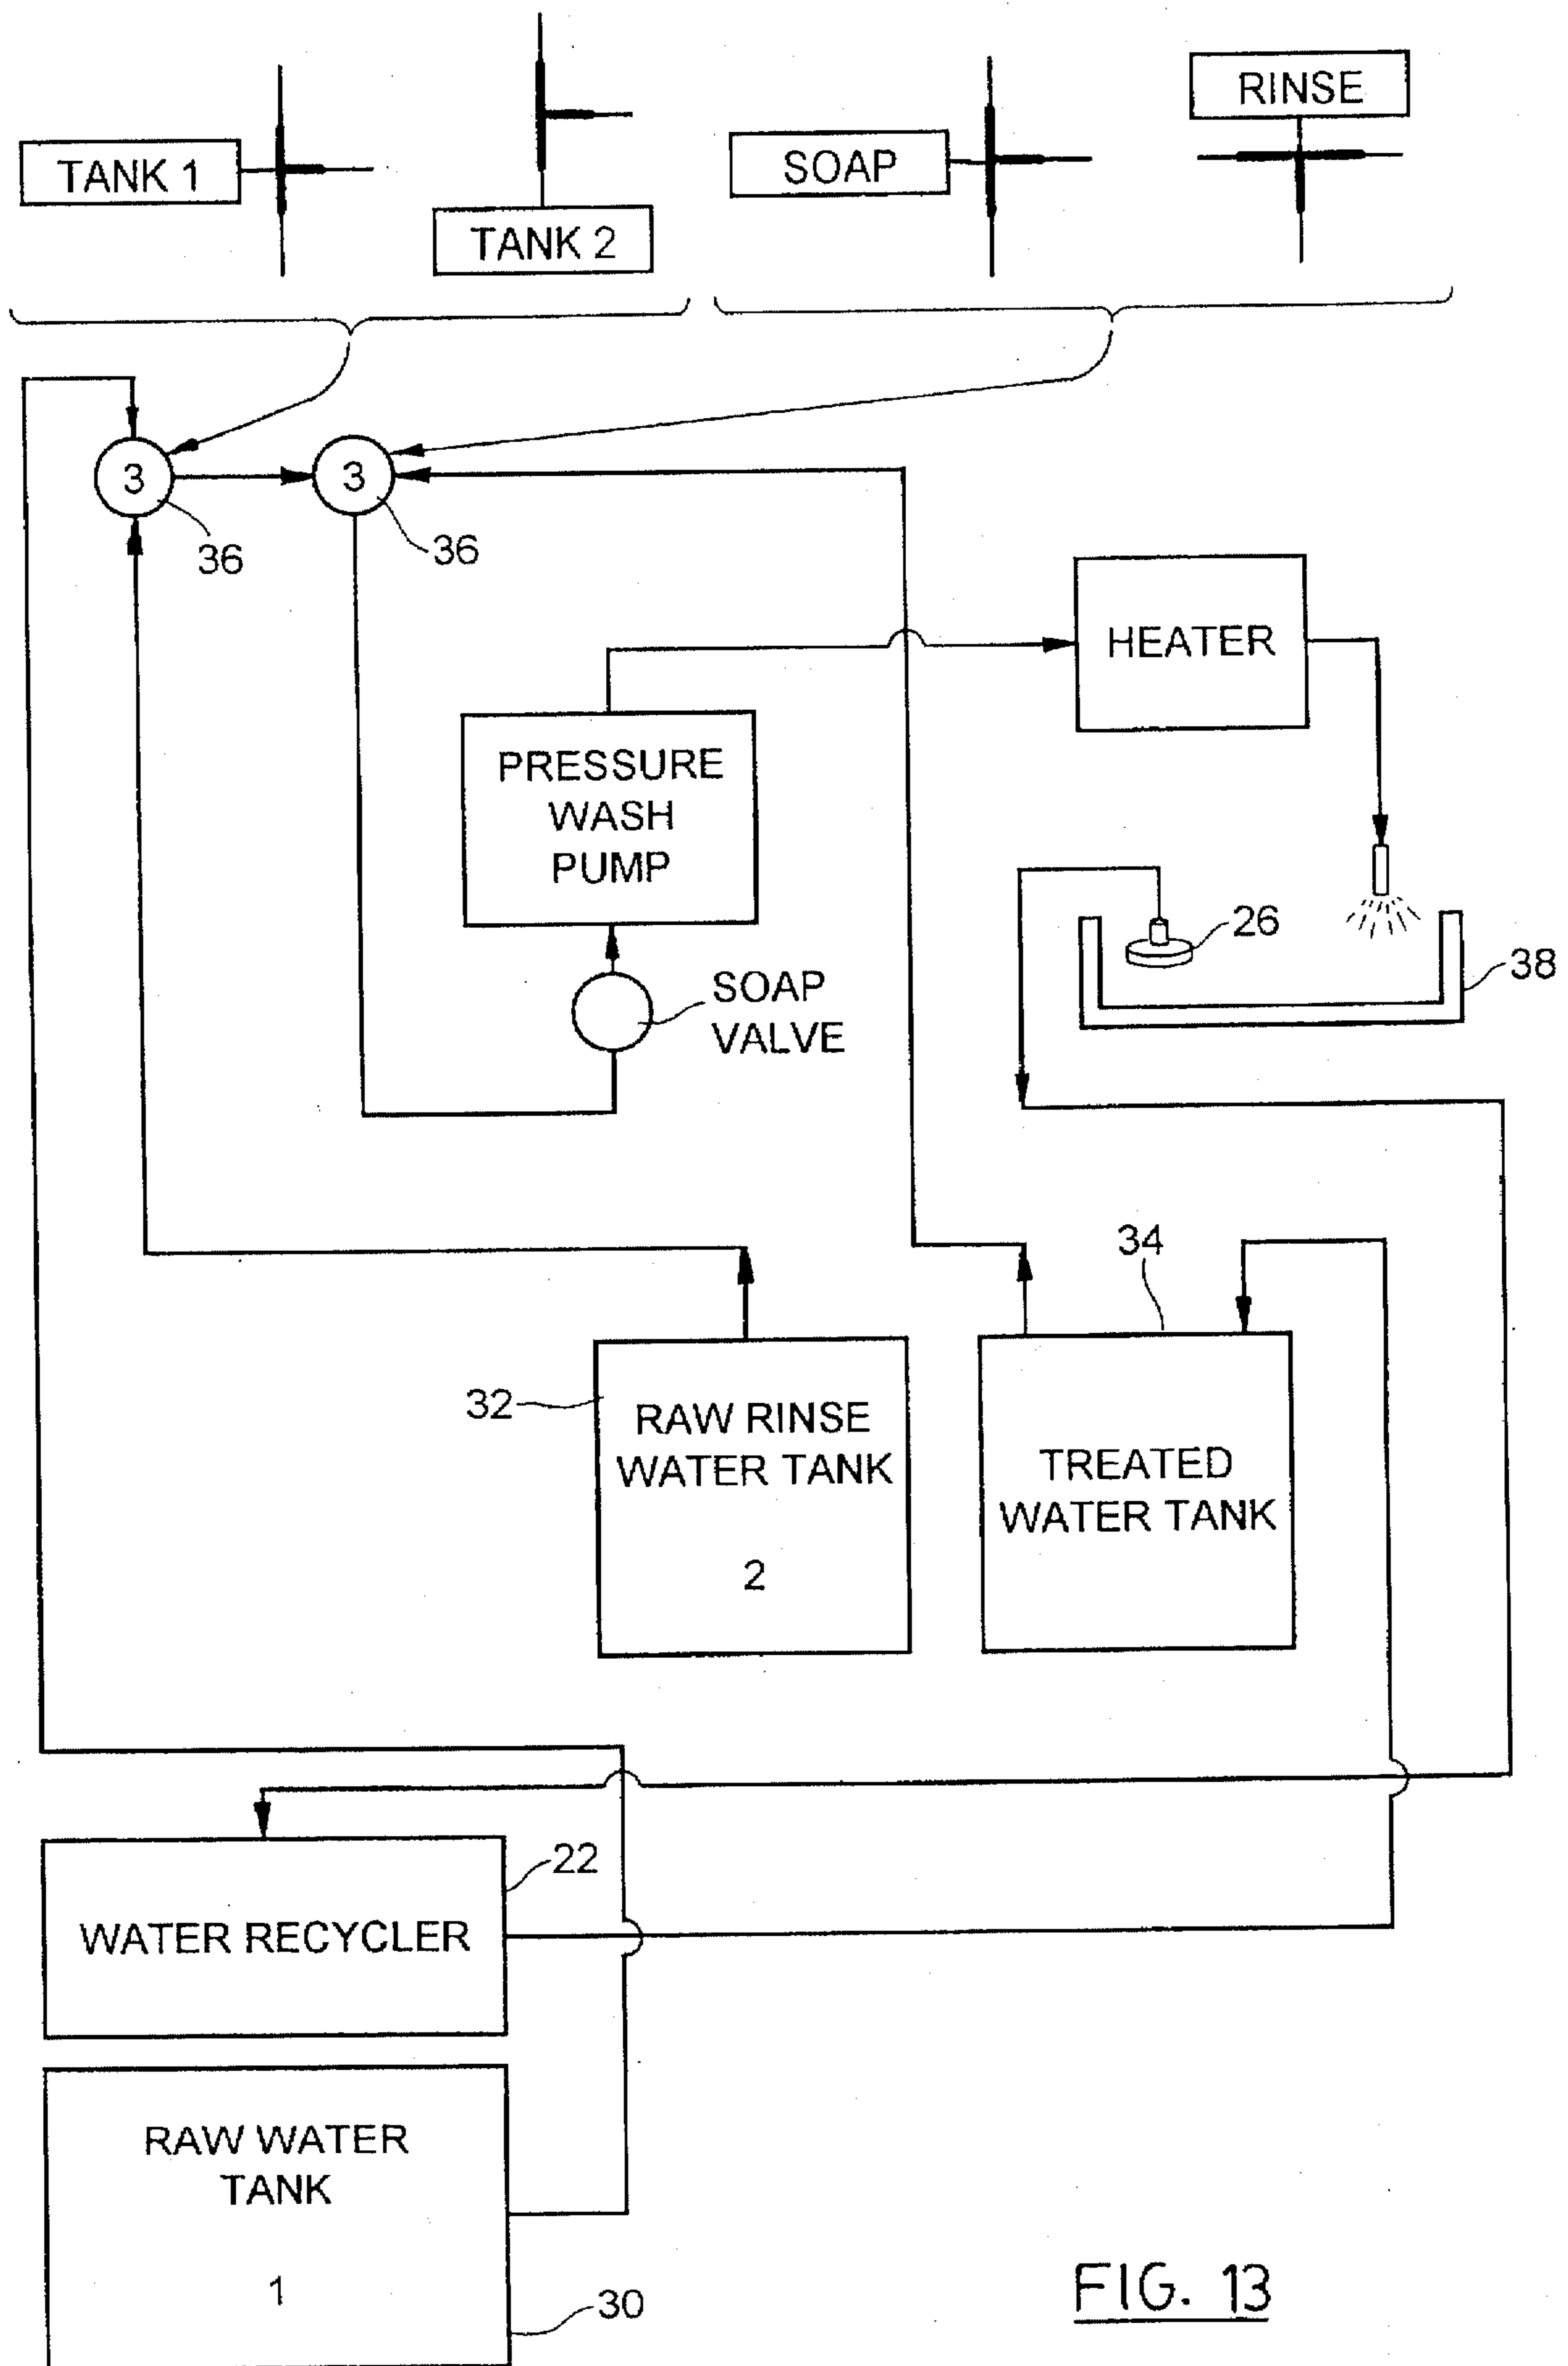 RINSE
TANK 1
SOAP
TANK 2
3
3
36
36
HEATER
PRESSURE
WASH
PUMP
26
38
SOAP
VALVE
34
32
RAW RINSE
WATER TANK
2
TREATED
WATER TANK
22
WATER RECYCLER
RAW WATER
TANK
1
30
FIG. 13